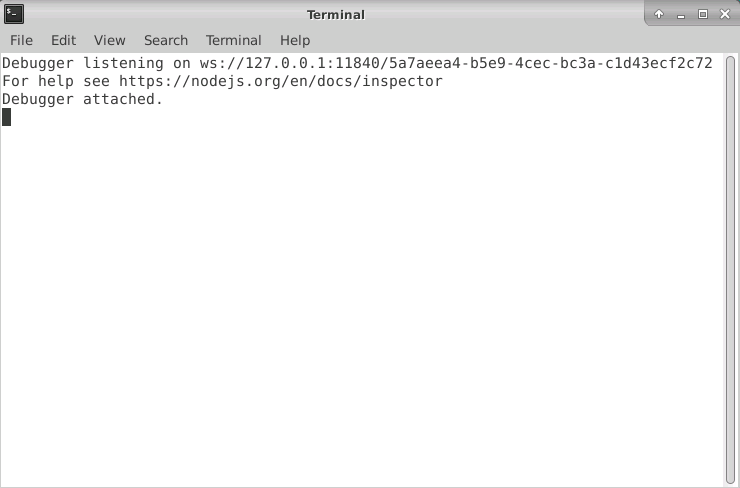 Terminal
File Edit View Search Terminal Help
Debugger listening on ws://127.0.0.1:11840/5a7aeea4-b5e9-4cec-bc3a-c1d43ecf2c72
For help see https://nodejs.org/en/docs/inspector
Debugger attached.